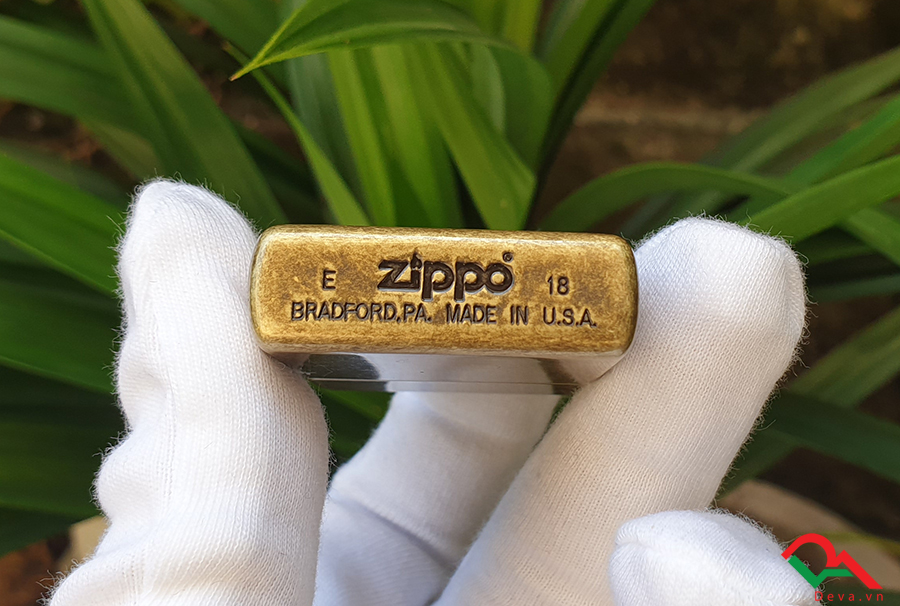 E zippo® 18
BRADFORD,PA. MADE IN U.S.A.
Deva.vn